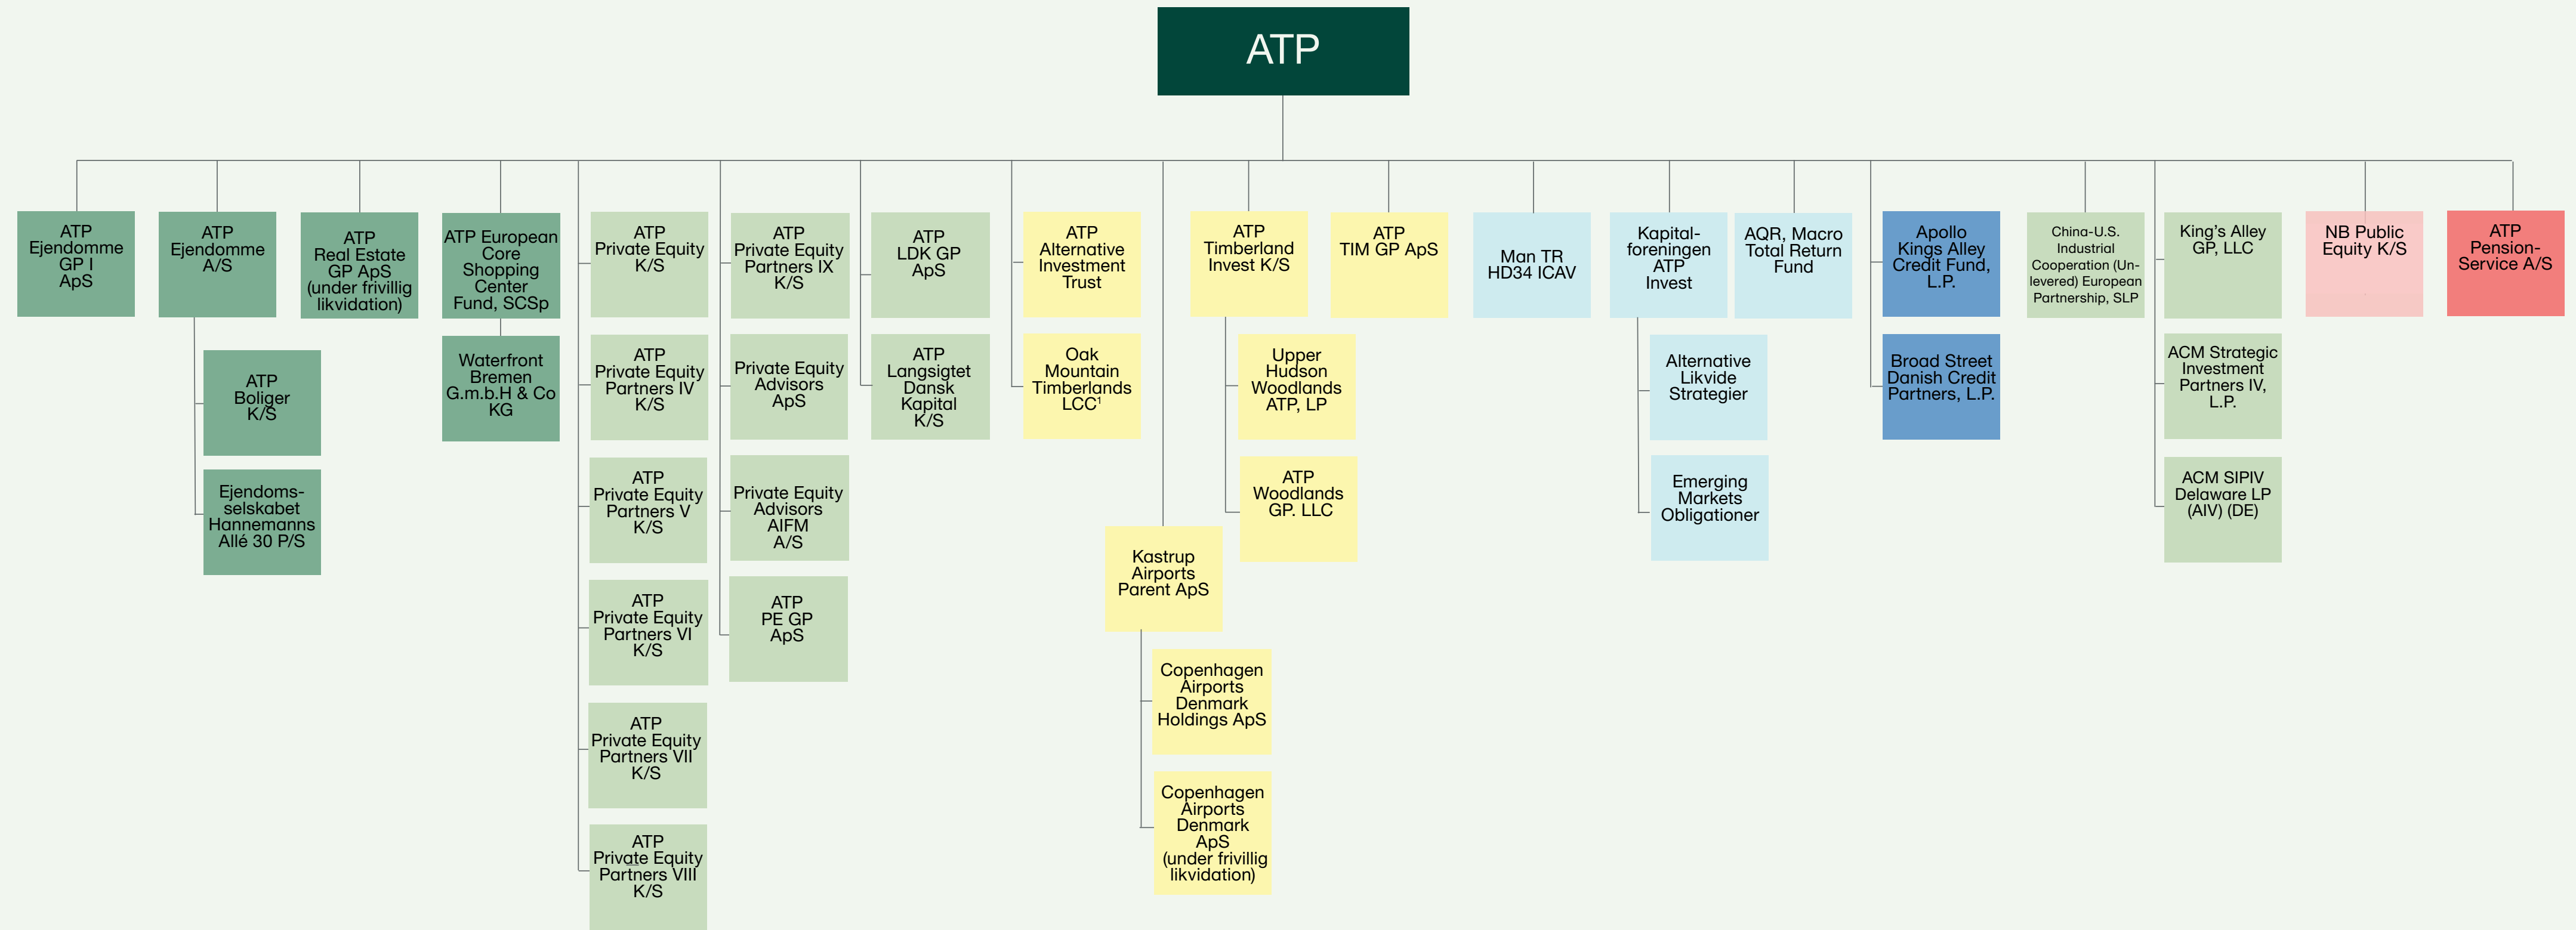 ATP
ATP
Ejendomme
GP I
ApS
ATP
Ejendomme
A/S
ATP
Boliger
K/S
Ejendoms-
selskabet
Hannemanns
Allé 30 P/S
ATP
Real Estate
GP ApS
(under frivillig
likvidation)
ATP European
Core
Shopping
Center
Fund, SCSp
Waterfront
Bremen
G.m.b.H & Co
KG
ATP
Private Equity
K/S
ATP
Private Equity
Partners IV
K/S
ATP
Private Equity
Partners V
K/S
ATP
Private Equity
Partners VI
K/S
ATP
Private Equity
Partners VII
K/S
ATP
Private Equity
Partners VIII
K/S
ATP
Private Equity
Partners IX
K/S
Private Equity
Advisors
ApS
Private Equity
Advisors
AIFM
A/S
ATP
PE GP
ApS
ATP
LDK GP
ApS
ATP
Langsigtet
Dansk
Kapital
K/S
ATP
Alternative
Investment
Trust
Oak
Mountain
Timberlands
LCC¹
Kastrup
Airports
Parent ApS
Copenhagen
Airports
Denmark
Holdings ApS
Copenhagen
Airports
Denmark
ApS
(under frivillig
likvidation)
ATP
Timberland
Invest K/S
Upper
Hudson
Woodlands
ATP, LP
ATP
Woodlands
GP. LLC
ATP
TIM GP ApS
Man TR
HD34 ICAV
Kapital-
foreningen
ATP
Invest
Alternative
Likvide
Strategier
Emerging
Markets
Obligationer
AQR, Macro
Total Return
Fund
Apollo
Kings Alley
Credit Fund,
L.P.
Broad Street
Danish Credit
Partners, L.P.
China-U.S.
Industrial
Cooperation (Un-
levered) European
Partnership, SLP
King's Alley
GP, LLC
ACM Strategic
Investment
Partners IV,
L.P.
ACM SIPIV
Delaware LP
(AIV) (DE)
NB Public
Equity K/S
ATP
Pension-
Service A/S